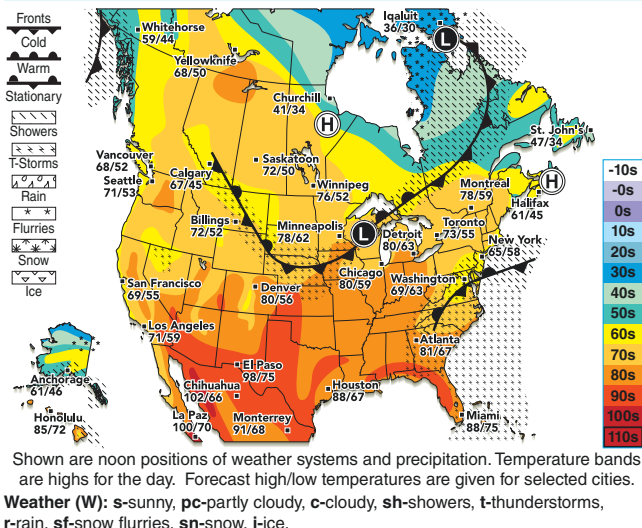 Fronts
Cold
Warm
Stationary
Showers
T-Storms
Rain
Flurries
Snow
Ice
Whitehorse
59/44
Iqaluit
36/30
L
Yellowknife
68/50
Churchill
41/34
H
St. John's
47/34
Vancouver
68/52
Seattle
71/53
Calgary
67/45
Saskatoon
72/50
Winnipeg
76/52
Montréal
78/59
H
Halifax
61/45
Billings
72/52
Minneapolis
78/62
L
Detroit
80/63
Toronto
73/55
New York
65/58
San Francisco
69/55
Denver
80/56
Chicago
80/59
Washington
69/63
Los Angeles
71/59
Atlanta
81/67
El Paso
98/75
Anchorage
61/46
Chihuahua
102/66
Houston
88/67
Honolulu
85/72
La Paz
100/70
Monterrey
91/68
Miami
88/75
-10s
-0s
0s
10s
20s
30s
40s
50s
60s
70s
80s
90s
100s
110s
Shown are noon positions of weather systems and precipitation. Temperature bands
are highs for the day. Forecast high/low temperatures are given for selected cities.
Weather (W): s-sunny, pc-partly cloudy, c-cloudy, sh-showers, t-thunderstorms,
r-rain, sf-snow flurries, sn-snow, i-ice.